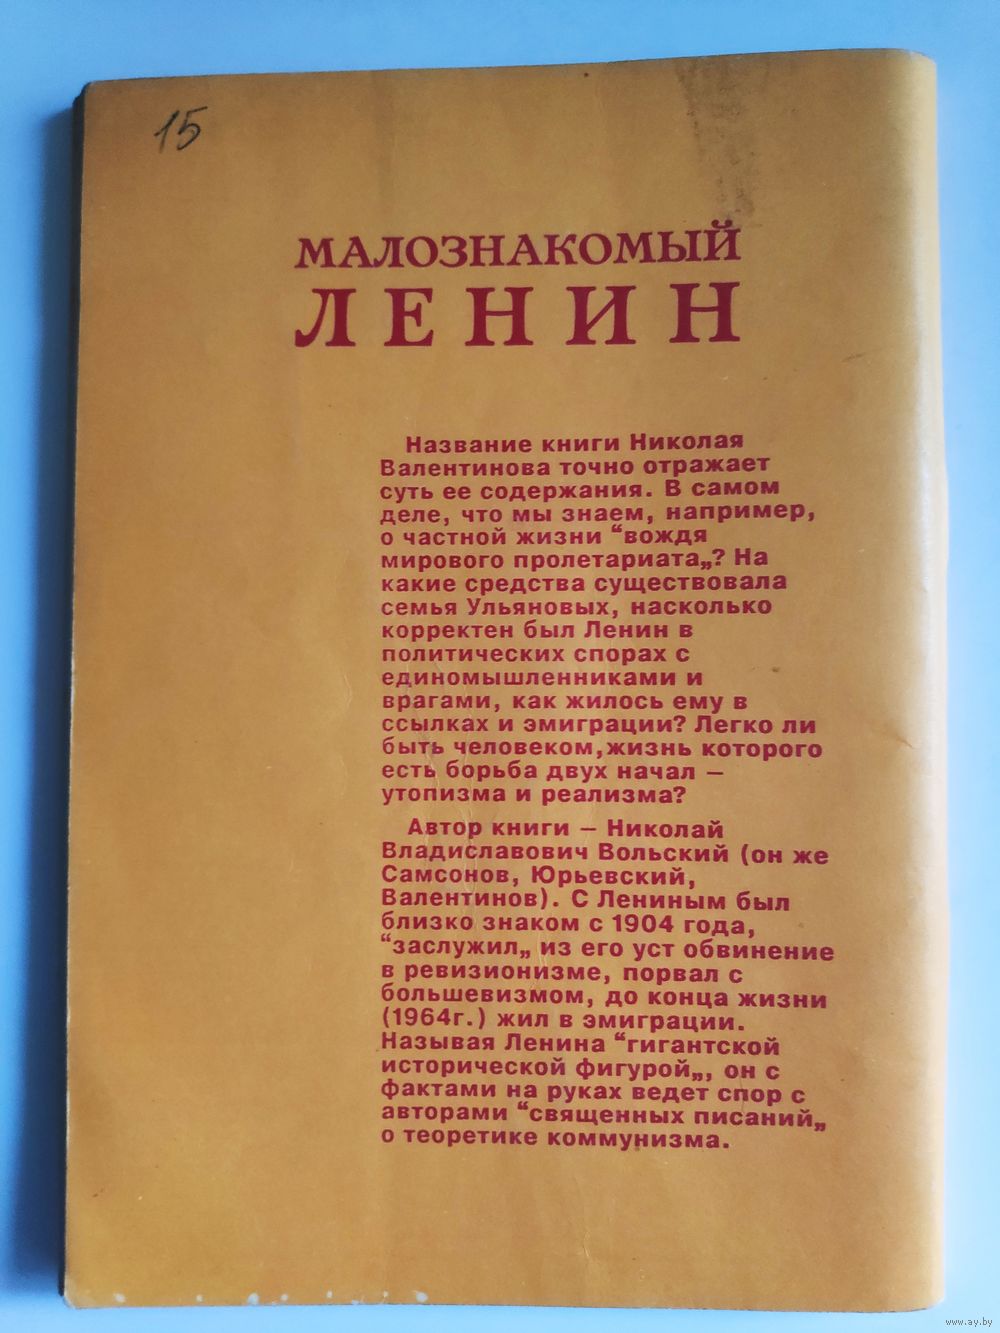 15
МАЛОЗНАКОМЫЙ
ЛЕНИН
Название книги Николая
Валентинова точно отражает
суть ее содержания. В самом
деле, что мы знаем, например,
о частной жизни “вождя
мирового пролетариата„? На
какие средства существовала
семья Ульяновых, насколько
корректен был Ленин в
политических спорах с
единомышленниками и
врагами, как жилось ему в
ссылках и эмиграции? Легко ли
быть человеком,жизнь которого
есть борьба двух начал —
утопизма и реализма?
Автор книги — Николай
Владиславович Вольский (он же
Самсонов, Юрьевский,
Валентинов). С Лениным был
близко знаком с 1904 года,
“заслужил„ из его уст обвинение
в ревизионизме, порвал с
большевизмом, до конца жизни
(1964г.) жил в эмиграции.
Называя Ленина “гигантской
исторической фигурой„, он с
фактами на руках ведет спор с
авторами “священных писаний„
о теоретике коммунизма.
www.ay.by